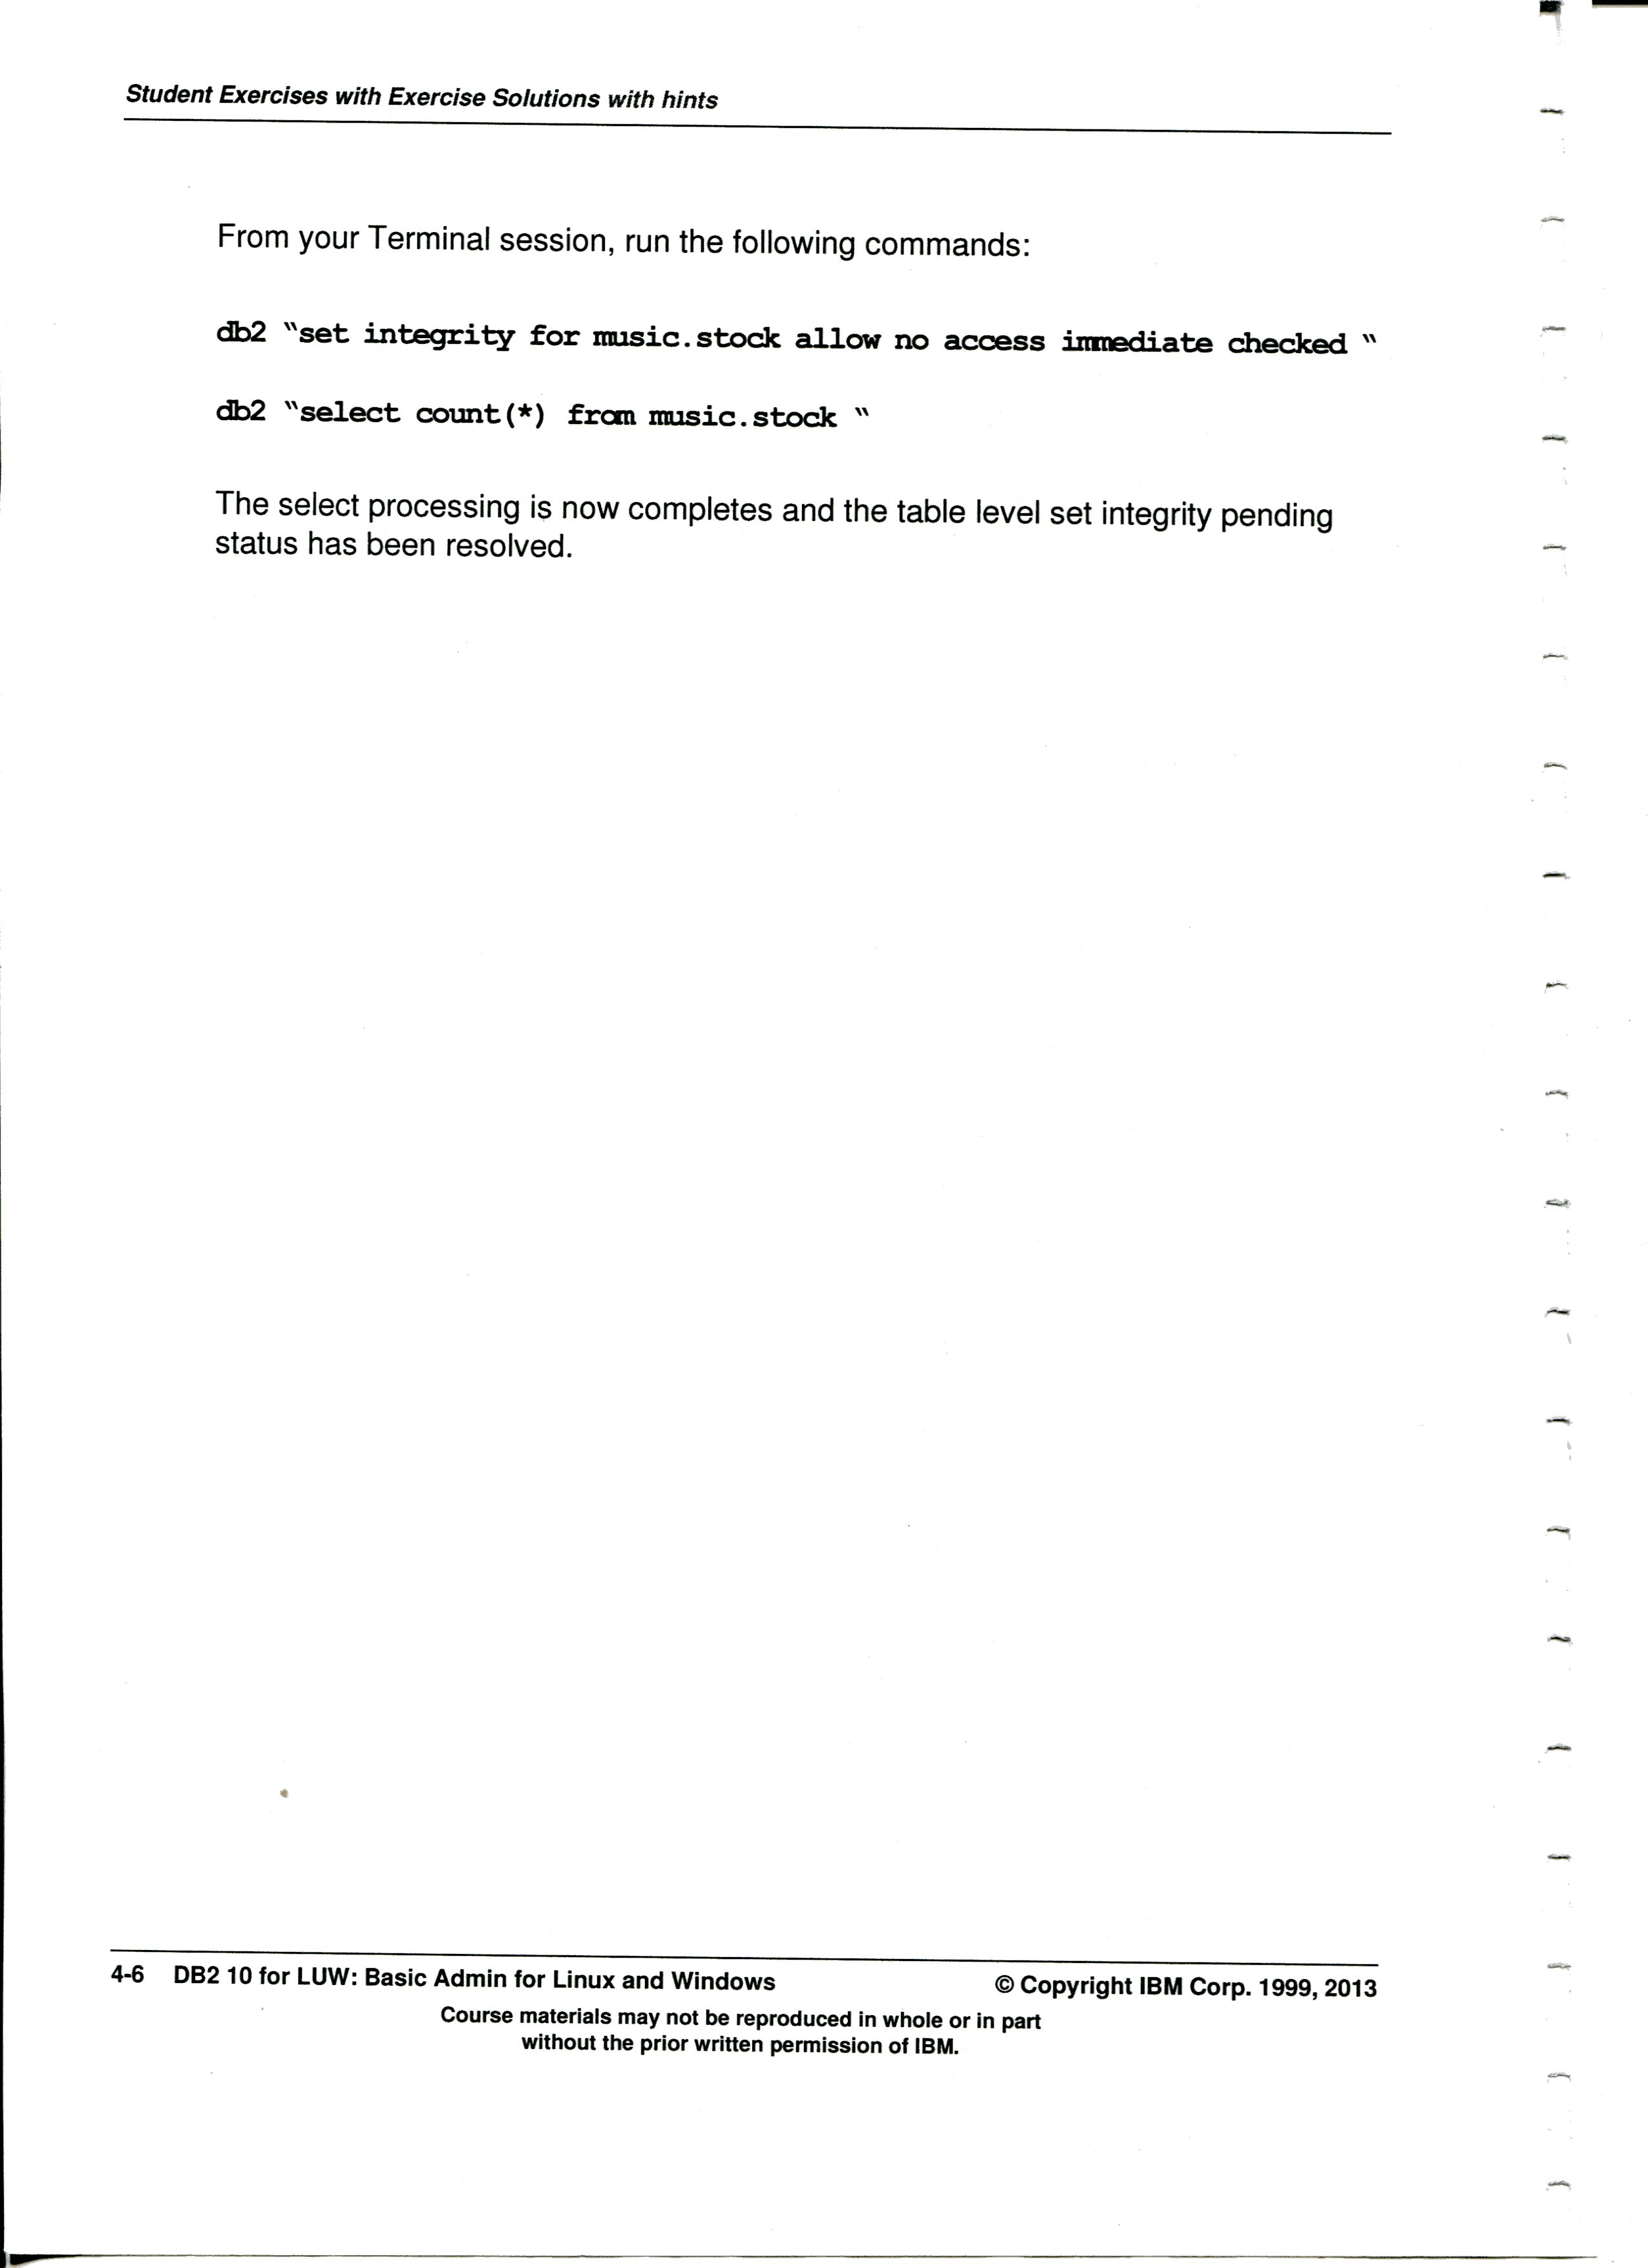 Student Exercises with Exercise Solutions with hints
From your Terminal session, run the following commands:
db2 “set integrity for music.stock allow no access immediate checked “
db2 “select count(*) from music.stock “
The select processing is now completes and the table level set integrity pending
status has been resolved.
4-6 DB2 10 for LUW: Basic Admin for Linux and Windows © Copyright IBM Corp. 1999, 2013
Course materials may not be reproduced in whole or in part
without the prior written permission of IBM.